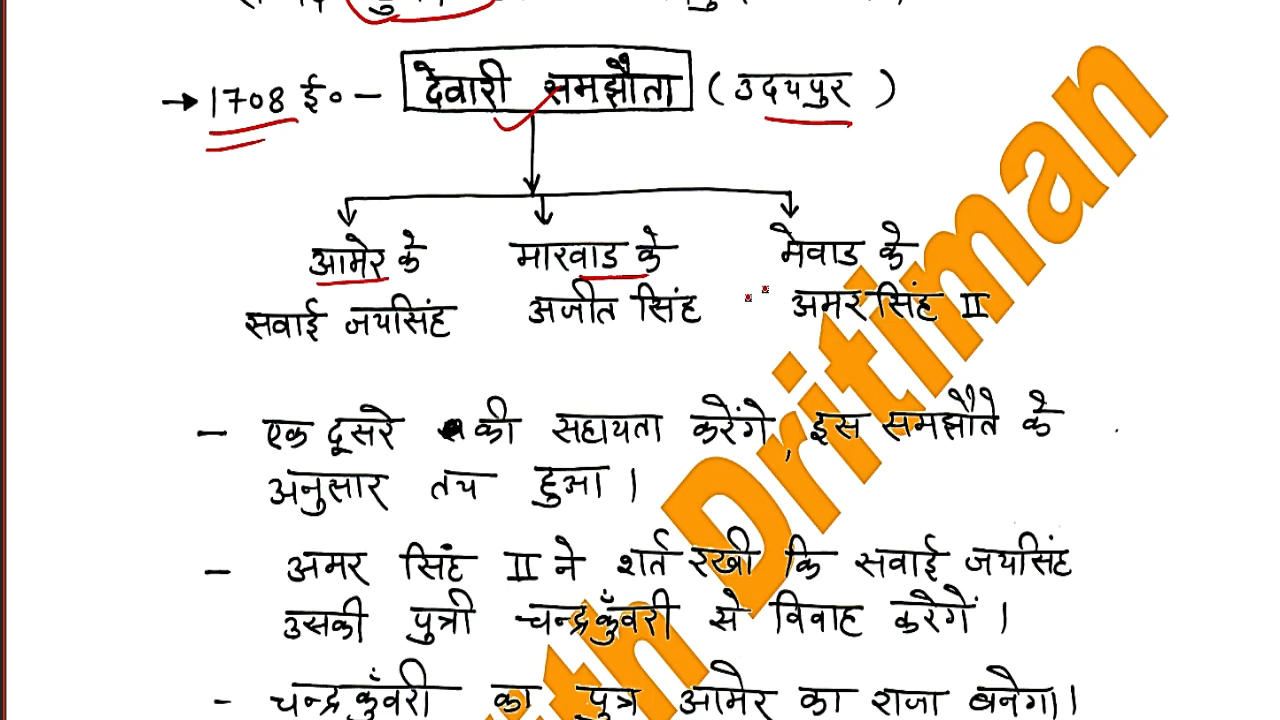 → 1708 ई० - देवारी समझौता (उदयपुर)
आमेर के मारवाड के मेवाड के
सवाई जयसिंह अजीत सिंह अमर सिंह II
- एक दूसरे की सहायता करेंगे, इस समझौते के
अनुसार तय हुआ।
- अमर सिंह II ने शर्त रखी कि सवाई जयसिंह
उसकी पुत्री चन्द्रकुँवरी से विवाह करेगें।
- चन्द्रकुँवरी का पुत्र आमेर का राजा बनेगा।
Dritiman